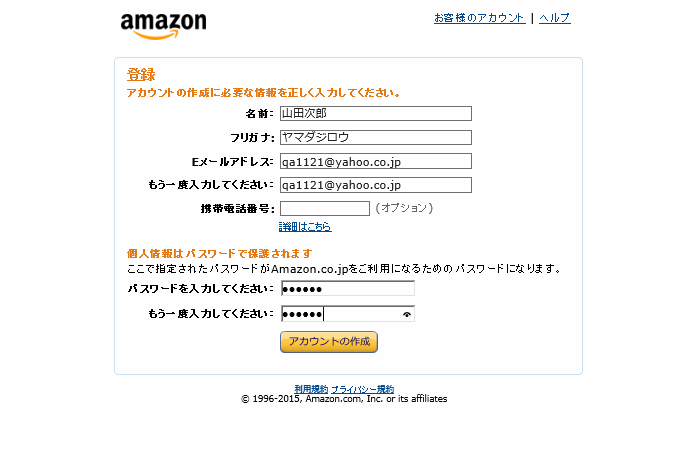 amazon
お客様のアカウント | ヘルプ
登録
アカウントの作成に必要な情報を正しく入力してください。
名前: 山田次郎
フリガナ: ヤマダジロウ
Eメールアドレス: qa1121@yahoo.co.jp
もう一度入力してください: qa1121@yahoo.co.jp
携帯電話番号: (オプション)
詳細はこちら
個人情報はパスワードで保護されます
ここで指定されたパスワードがAmazon.co.jpをご利用になるためのパスワードになります。
パスワードを入力してください: ●●●●●●
もう一度入力してください: ●●●●●●
アカウントの作成
利用規約 プライバシー規約
© 1996-2015, Amazon.com, Inc. or its affiliates